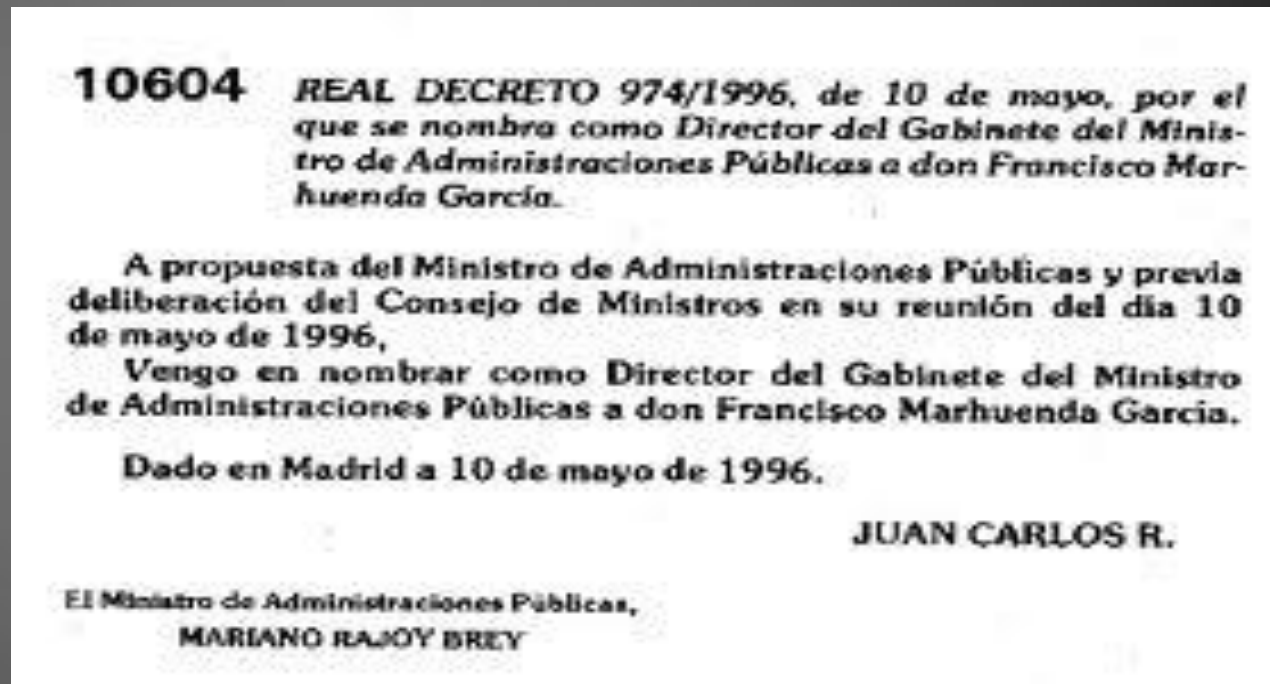 10604 REAL DECRETO 974/1996, de 10 de mayo, por el
que se nombra como Director del Gabinete del Minis-
tro de Administraciones Públicas a don Francisco Mar-
huenda García.
A propuesta del Ministro de Administraciones Públicas y previa
deliberación del Consejo de Ministros en su reunión del día 10
de mayo de 1996,
Vengo en nombrar como Director del Gabinete del Ministro
de Administraciones Públicas a don Francisco Marhuenda García.
Dado en Madrid a 10 de mayo de 1996.
JUAN CARLOS R.
El Ministro de Administraciones Públicas,
MARIANO RAJOY BREY